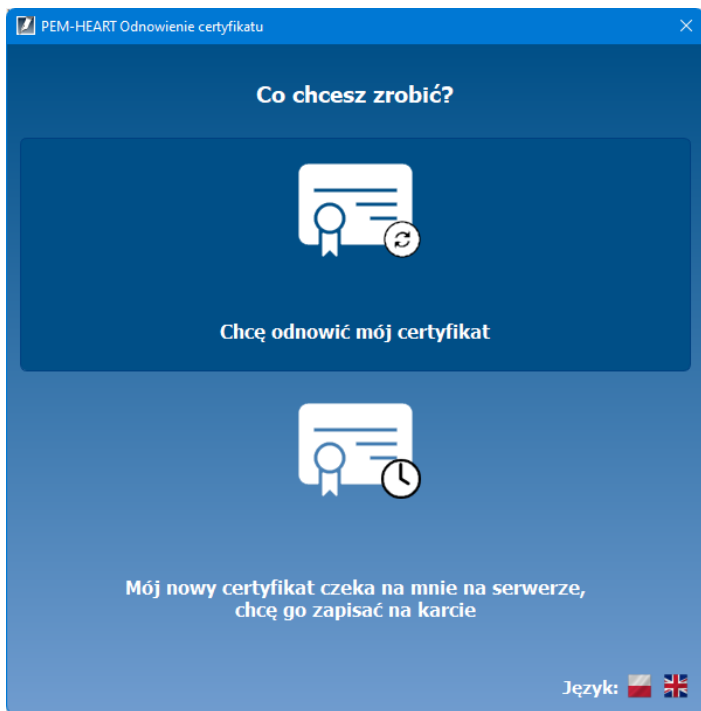 PEM-HEART Odnowienie certyfikatu
Co chcesz zrobić?
Chcę odnowić mój certyfikat
Mój nowy certyfikat czeka na mnie na serwerze,
chcę go zapisać na karcie
Język: